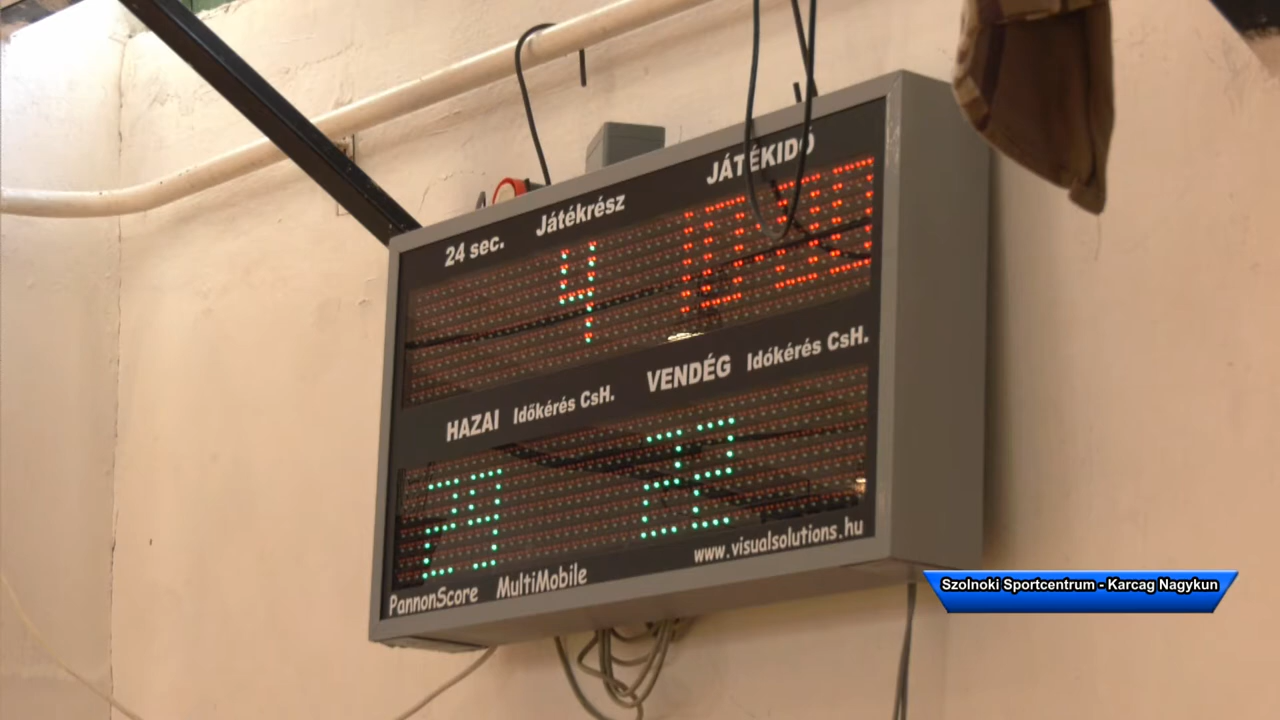 24 sec. Játékrész JÁTÉKIDŐ
4
HAZAI Időkérés CsH. VENDÉG Időkérés CsH.
22
PannonScore MultiMobile www.visualsolutions.hu
Szolnoki Sportcentrum - Karcag Nagykun